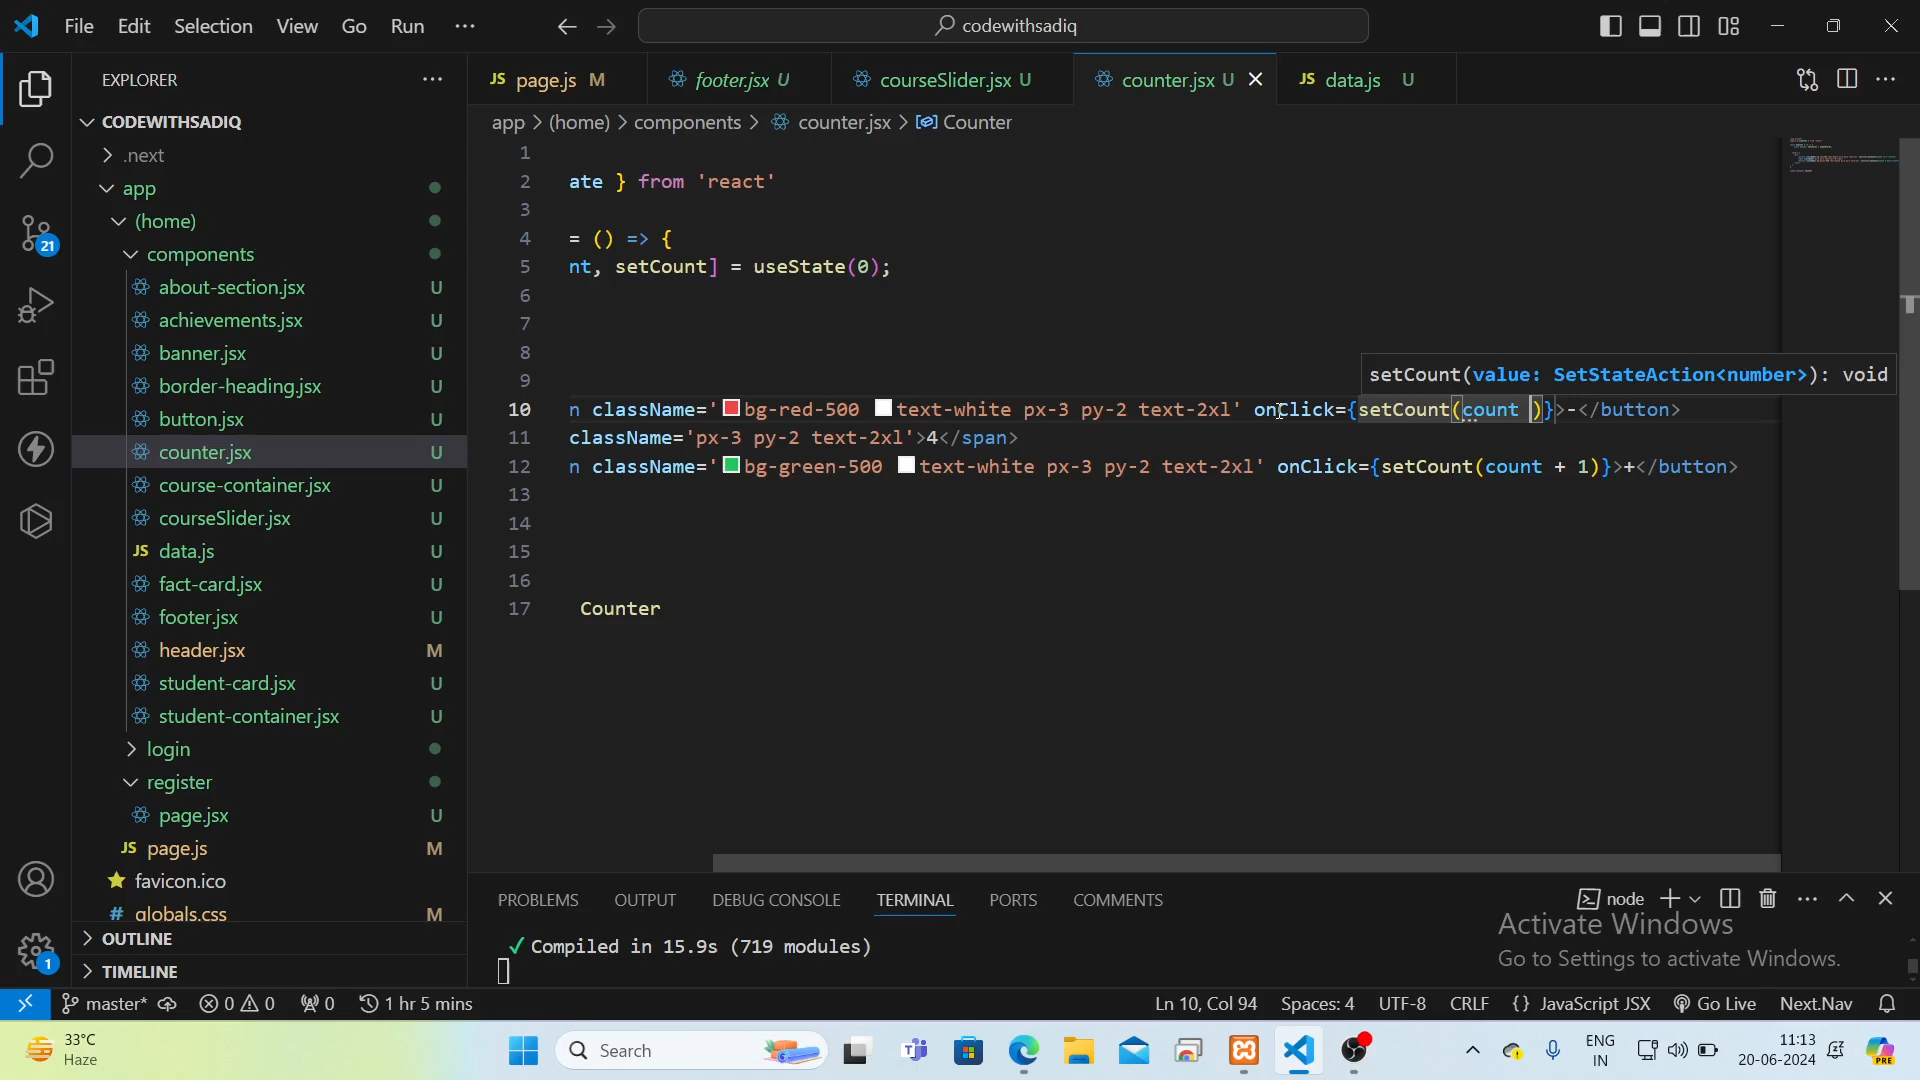 File Edit Selection View Go Run ... codewithsadiq
EXPLORER ...
JS page.js M footer.jsx U courseSlider.jsx U counter.jsx U JS data.js U
app > (home) > components > counter.jsx > Counter
CODEWITHSADIQ
.next
app
(home)
components
about-section.jsx U
achievements.jsx U
banner.jsx U
border-heading.jsx U
button.jsx U
counter.jsx U
course-container.jsx U
courseSlider.jsx U
JS data.js U
fact-card.jsx U
footer.jsx U
header.jsx M
student-card.jsx U
student-container.jsx U
login
register
page.jsx U
JS page.js M
favicon.ico
# globals.css M
OUTLINE
TIMELINE
21
1
1
2 ate } from 'react'
3
4 = () => {
5 nt, setCount] = useState(0);
6
7
8
9
setCount(value: SetStateAction<number>): void
10 n className='bg-red-500 text-white px-3 py-2 text-2xl' onClick={setCount(count )}>-</button>
11 className='px-3 py-2 text-2xl'>4</span>
12 n className='bg-green-500 text-white px-3 py-2 text-2xl' onClick={setCount(count + 1)}>+</button>
13
14
15
16
17 Counter
PROBLEMS OUTPUT DEBUG CONSOLE TERMINAL PORTS COMMENTS node
✓ Compiled in 15.9s (719 modules)
Activate Windows
Go to Settings to activate Windows.
master* 0 0 0 1 hr 5 mins Ln 10, Col 94 Spaces: 4 UTF-8 CRLF {} JavaScript JSX Go Live Next.Nav
33°C
Haze
Search
ENG
IN
11:13
20-06-2024
PRE